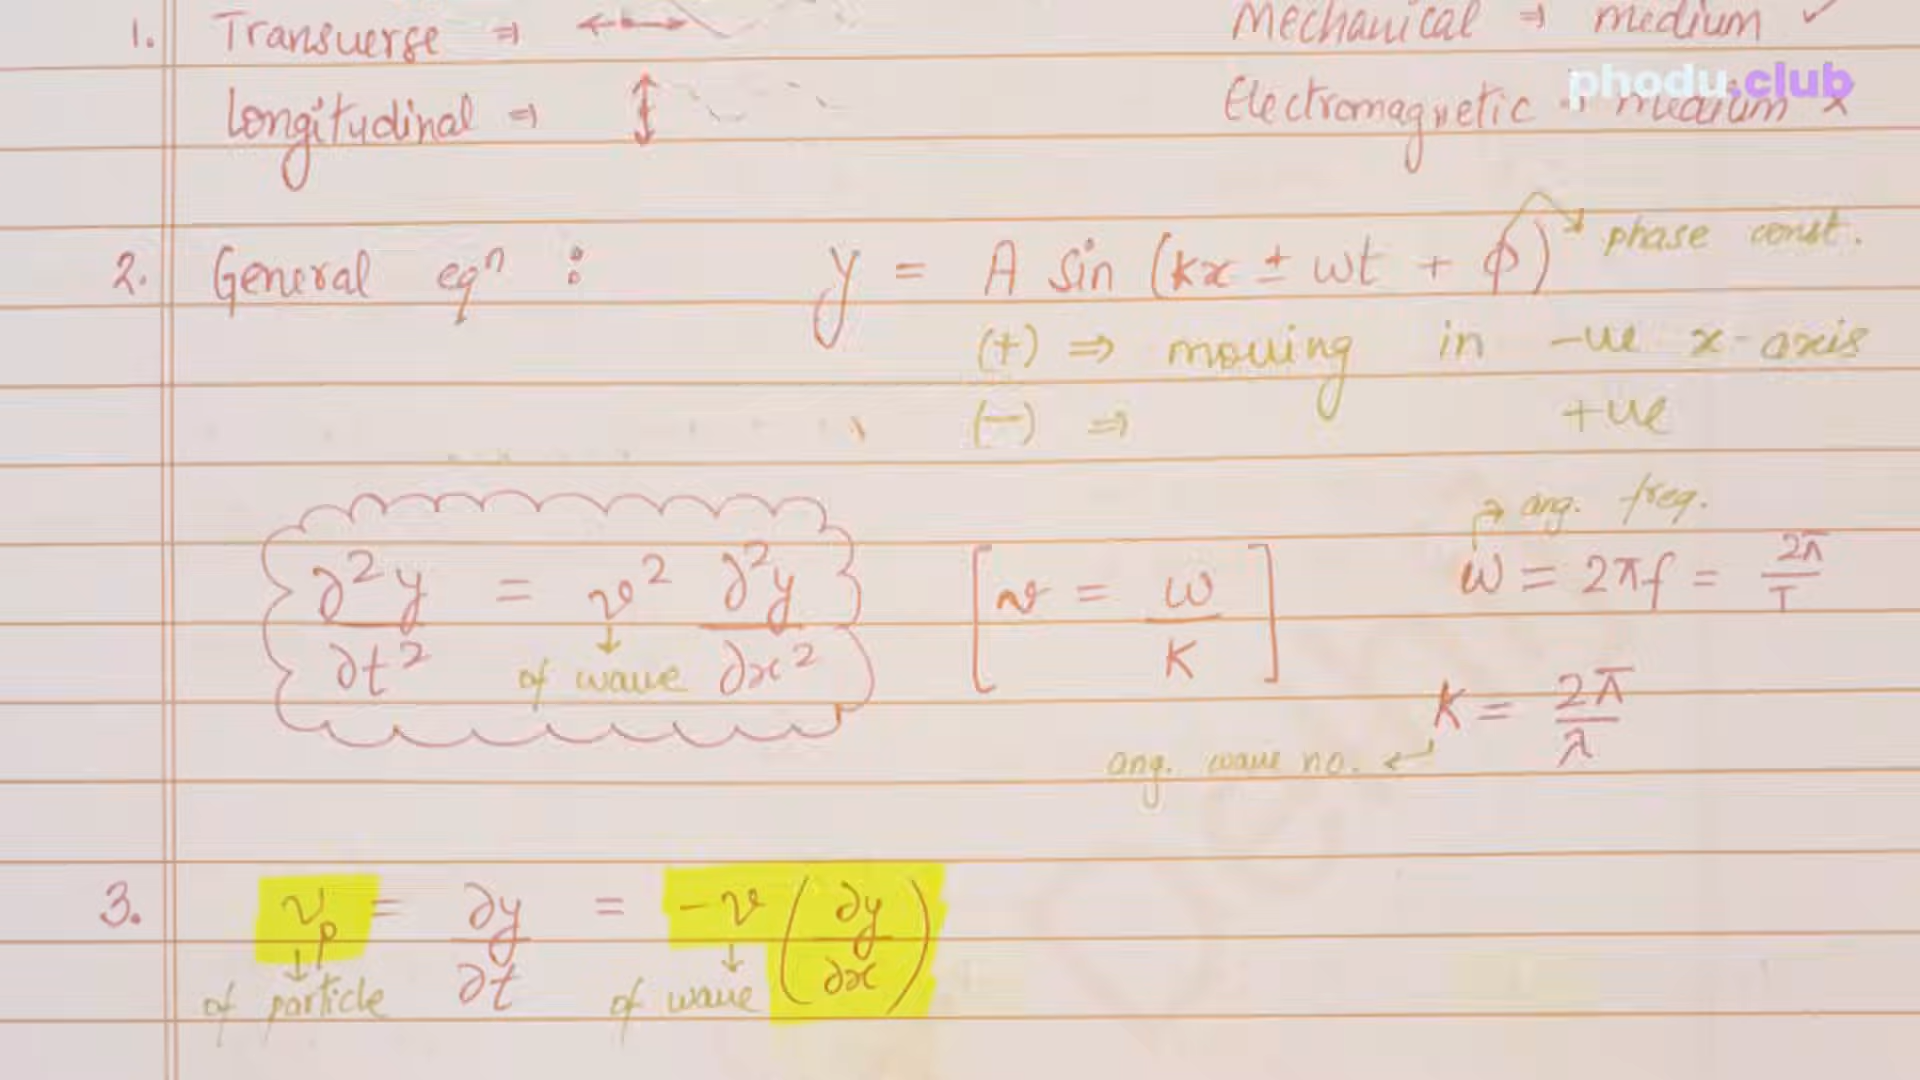 1. Transverse ⇒ ↔ Mechanical ⇒ medium ✓
phodu.club
Longitudinal ⇒ ↕ Electromagnetic medium ×
2. General eqⁿ : y = A sin (kx ± ωt + φ) → phase const.
(+) ⇒ moving in -ve x-axis
(−) ⇒ +ve
→ ang. freq.
∂²y/∂t² = v² ∂²y/∂x² [v = ω/K] ω = 2πf = 2π/T
↓ of wave
K = 2π/λ
ang. wave no. ←
3. vₚ = ∂y/∂t = -v (∂y/∂x)
↓ of particle ↓ of wave